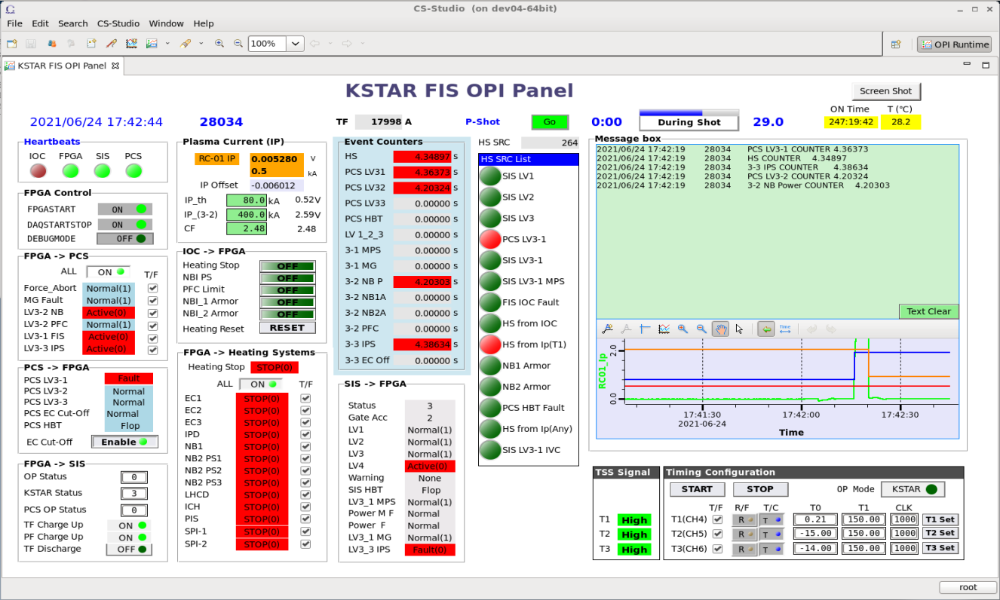 CS-Studio (on dev04-64bit)
File Edit Search CS-Studio Window Help
100%
OPI Runtime
KSTAR FIS OPI Panel
KSTAR FIS OPI Panel
Screen Shot
2021/06/24 17:42:44 28034 TF 17998 A P-Shot Go 0:00 During Shot 29.0
ON Time T (°C)
247:19:42 28.2
Heartbeats
IOC FPGA SIS PCS
FPGA Control
FPGASTART ON
DAQSTARTSTOP ON
DEBUGMODE OFF
FPGA -> PCS
ALL ON T/F
Force_Abort Normal(1)
MG Fault Normal(1)
LV3-2 NB Active(0)
LV3-2 PFC Normal(1)
LV3-1 FIS Active(0)
LV3-3 IPS Active(0)
PCS -> FPGA
PCS LV3-1 Fault
PCS LV3-2 Normal
PCS LV3-3 Normal
PCS EC Cut-Off Normal
PCS HBT Flop
EC Cut-Off Enable
FPGA -> SIS
OP Status 0
KSTAR Status 3
PCS OP Status 0
TF Charge Up ON
PF Charge Up ON
TF Discharge OFF
Plasma Current (IP)
RC-01 IP 0.005280 V
0.5 kA
IP Offset -0.006012
IP_th 80.0 kA 0.52V
IP_(3-2) 400.0 kA 2.59V
CF 2.48 2.48
IOC -> FPGA
Heating Stop OFF
NBI PS OFF
PFC Limit OFF
NBI_1 Armor OFF
NBI_2 Armor OFF
Heating Reset RESET
FPGA -> Heating Systems
Heating Stop STOP(0)
ALL ON T/F
EC1 STOP(0)
EC2 STOP(0)
EC3 STOP(0)
IPD STOP(0)
NB1 STOP(0)
NB2 PS1 STOP(0)
NB2 PS2 STOP(0)
NB2 PS3 STOP(0)
LHCD STOP(0)
ICH STOP(0)
PIS STOP(0)
SPI-1 STOP(0)
SPI-2 STOP(0)
Event Counters
HS 4.34897 s
PCS LV31 4.36373 s
PCS LV32 4.20324 s
PCS LV33 0.00000 s
PCS HBT 0.00000 s
LV 1_2_3 0.00000 s
3-1 MPS 0.00000 s
3-1 MG 0.00000 s
3-2 NB P 4.20303 s
3-2 NB1A 0.00000 s
3-2 NB2A 0.00000 s
3-2 PFC 0.00000 s
3-3 IPS 4.38634 s
3-3 EC Off 0.00000 s
SIS -> FPGA
Status 3
Gate Acc 2
LV1 Normal(1)
LV2 Normal(1)
LV3 Normal(1)
LV4 Active(0)
Warning None
SIS HBT Flop
LV3_1 MPS Normal(1)
Power M F Normal
Power F Normal
LV3_1 MG Normal(1)
LV3_3 IPS Fault(0)
HS SRC 264
HS SRC List
SIS LV1
SIS LV2
SIS LV3
PCS LV3-1
SIS LV3-1
SIS LV3-1 MPS
FIS IOC Fault
HS from IOC
HS from Ip(T1)
NB1 Armor
NB2 Armor
PCS HBT Fault
HS from Ip(Any)
SIS LV3-1 IVC
Message box
2021/06/24 17:42:19 28034 PCS LV3-1 COUNTER 4.36373
2021/06/24 17:42:19 28034 HS COUNTER 4.34897
2021/06/24 17:42:19 28034 3-3 IPS COUNTER 4.38634
2021/06/24 17:42:19 28034 PCS LV3-2 COUNTER 4.20324
2021/06/24 17:42:19 28034 3-2 NB Power COUNTER 4.20303
Text Clear
Time
RC01_Ip
2.0
0.0
17:41:30 17:42:00 17:42:30
2021-06-24
Time
TSS Signal
T1 High
T2 High
T3 High
Timing Configuration
START STOP OP Mode KSTAR
T/F R/F T/C T0 T1 CLK
T1(CH4) R T 0.21 150.00 1000 T1 Set
T2(CH5) R T -15.00 150.00 1000 T2 Set
T3(CH6) R T -14.00 150.00 1000 T3 Set
root